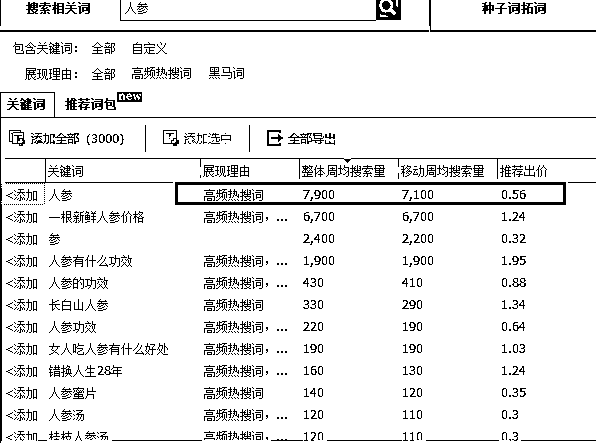 搜索相关词 人参 种子词拓词
包含关键词: 全部 自定义
展现理由: 全部 高频热搜词 黑马词
关键词 推荐词包 new
添加全部 (3000) 添加选中 全部导出
关键词 展现理由 整体周均搜索量 移动周均搜索量 推荐出价
<添加 人参 高频热搜词 7,900 7,100 0.56
<添加 一根新鲜人参价格 高频热搜词, ... 6,700 6,700 1.24
<添加 参 2,400 2,200 0.32
<添加 人参有什么功效 高频热搜词, ... 1,900 1,900 1.95
<添加 人参的功效 高频热搜词, ... 430 410 0.88
<添加 长白山人参 高频热搜词 330 290 1.34
<添加 人参功效 高频热搜词, ... 220 190 0.64
<添加 女人吃人参有什么好处 高频热搜词, ... 190 190 1.03
<添加 错换人生28年 高频热搜词, ... 160 130 1.24
<添加 人参蜜片 高频热搜词 140 120 0.35
<添加 人参汤 高频热搜词, ... 120 110 0.3
<添加 桂枝人参汤 高频热搜词, ... 120 110 0.3